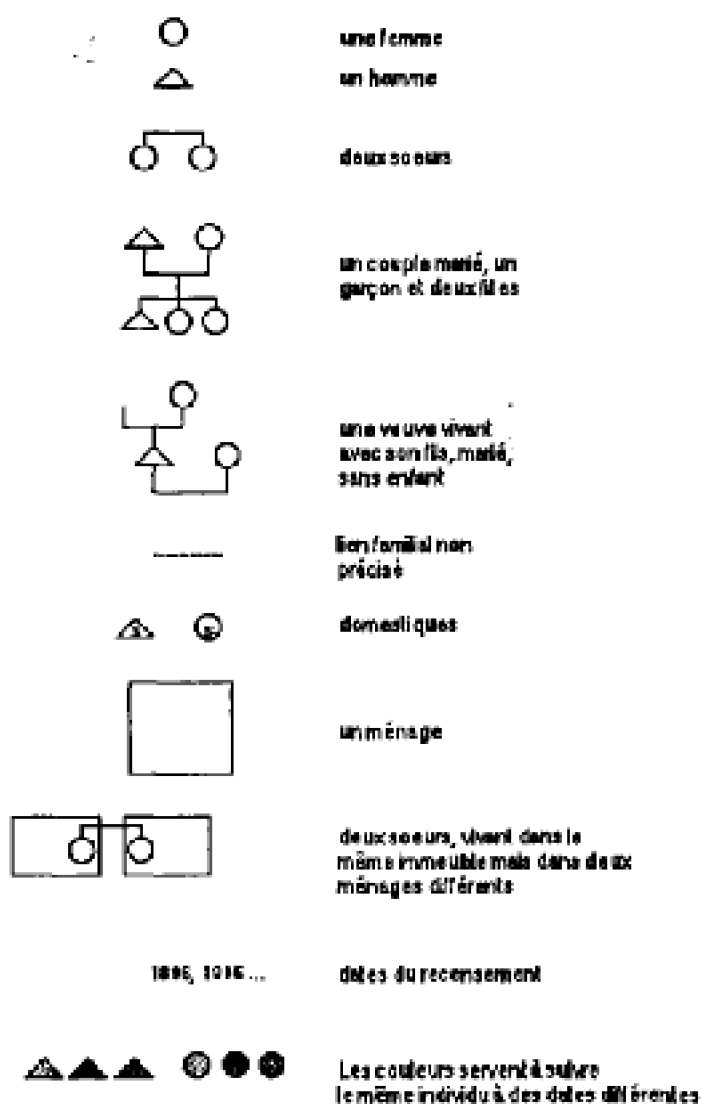 une femme
un homme
deux soeurs
un couple marié, un
garçon et deux filles
une veuve vivant
avec son fils, marié,
sans enfant
lien familial non
précisé
domestiques
un ménage
deux soeurs, vivant dans le
même immeuble mais dans deux
ménages différents
dates du recensement
Les couleurs servent à suivre
le même individu à des dates différentes